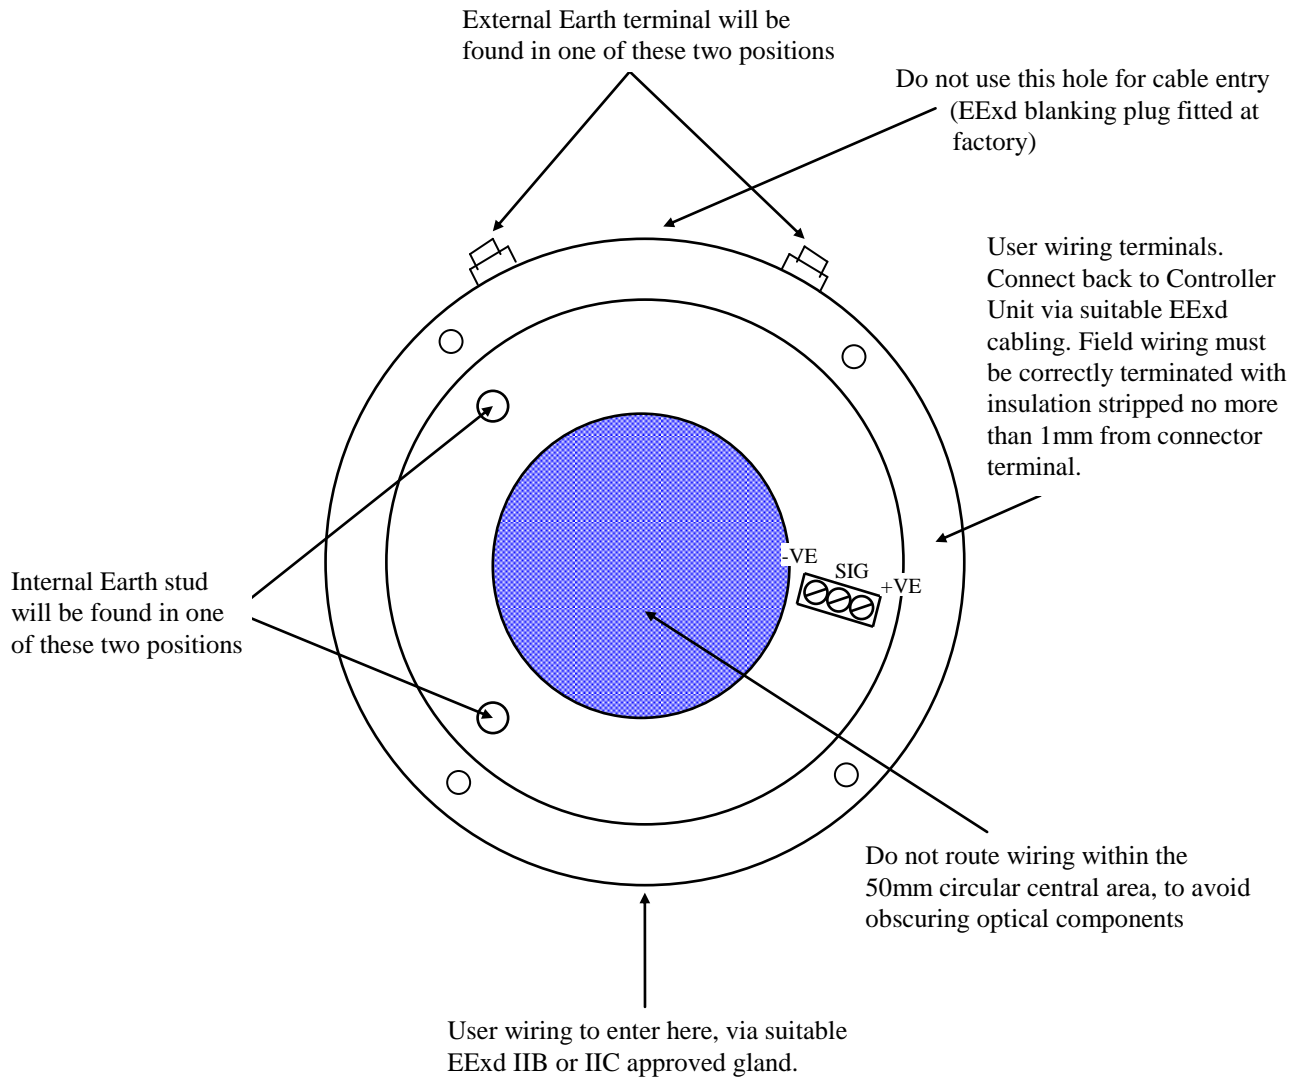 External Earth terminal will be
found in one of these two positions
Do not use this hole for cable entry
(EExd blanking plug fitted at
factory)
User wiring terminals.
Connect back to Controller
Unit via suitable EExd
cabling. Field wiring must
be correctly terminated with
insulation stripped no more
than 1mm from connector
terminal.
-VE
SIG
+VE
Internal Earth stud
will be found in one
of these two positions
Do not route wiring within the
50mm circular central area, to avoid
obscuring optical components
User wiring to enter here, via suitable
EExd IIB or IIC approved gland.